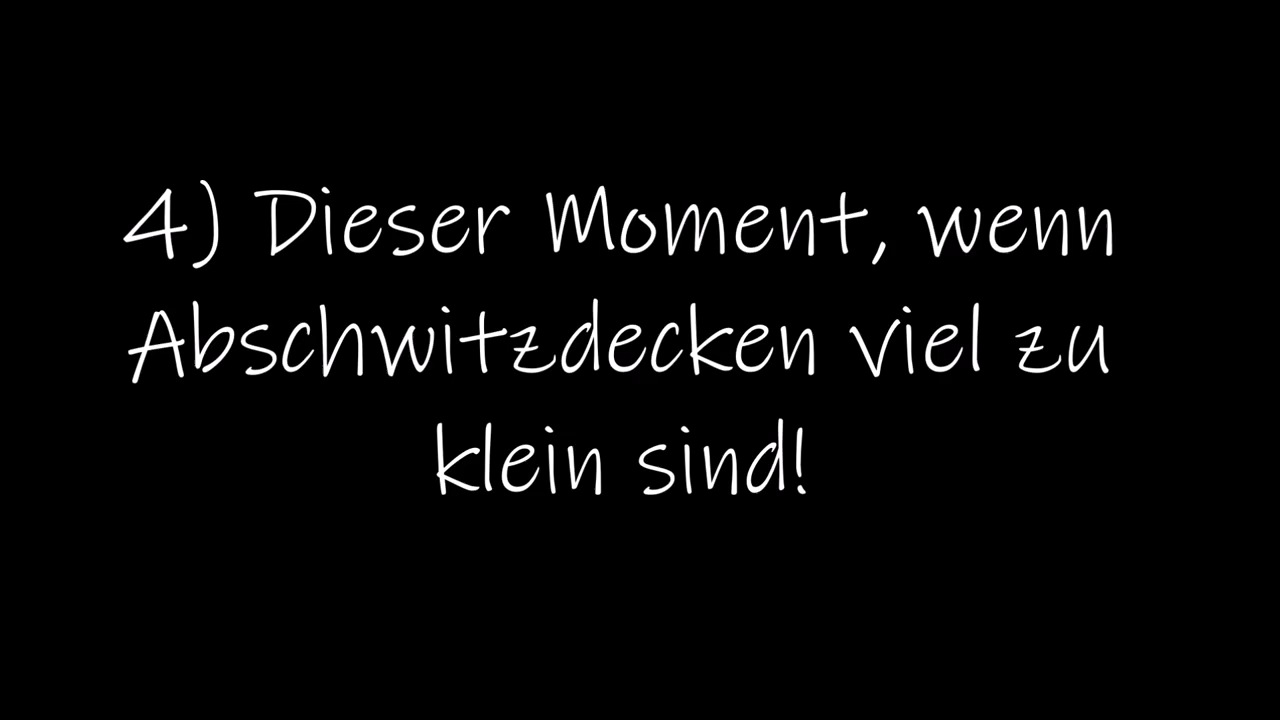 4) Dieser Moment, wenn
Abschwitzdecken viel zu
klein sind!